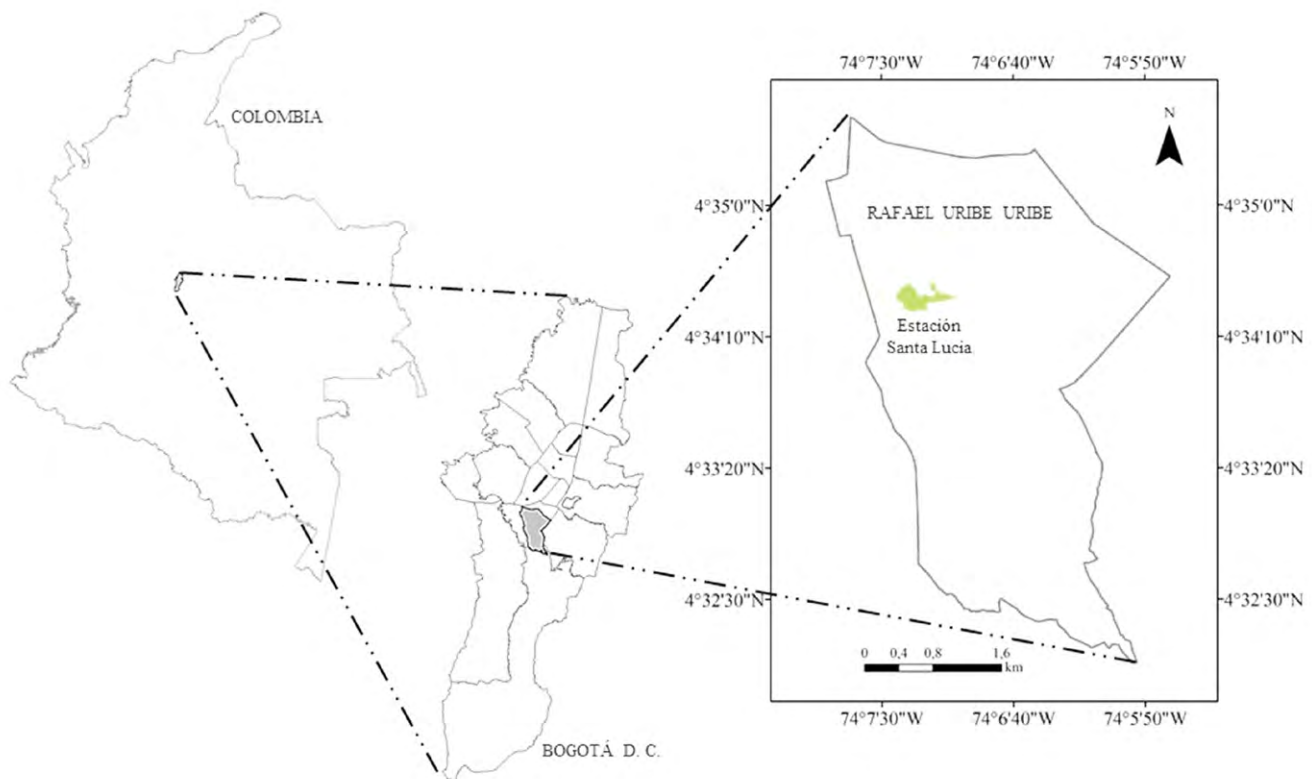 COLOMBIA
BOGOTÁ D. C.
74°7'30"W 74°6'40"W 74°5'50"W
N
4°35'0"N
4°35'0"N
RAFAEL URIBE URIBE
Estación
Santa Lucia
4°34'10"N
4°34'10"N
4°33'20"N
4°33'20"N
4°32'30"N
4°32'30"N
0 0,4 0,8 1,6
km
74°7'30"W 74°6'40"W 74°5'50"W